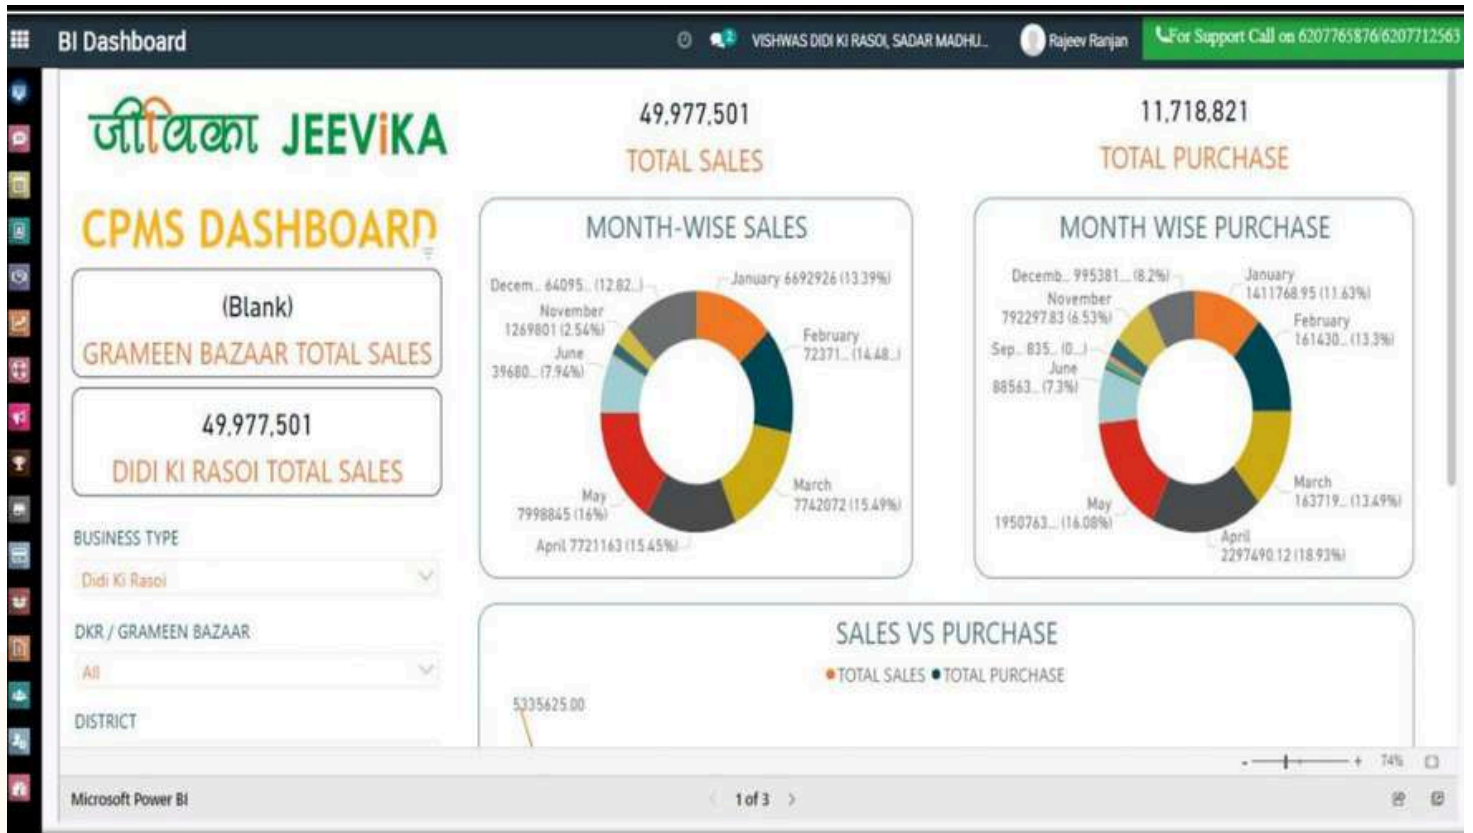 BI Dashboard
2
VISHWAS DIDI KI RASOI, SADAR MADHU...
Rajeev Ranjan
For Support Call on 6207765876/6207712563
जीविका JEEViKA
CPMS DASHBOARD
(Blank)
GRAMEEN BAZAAR TOTAL SALES
49,977,501
DIDI KI RASOI TOTAL SALES
BUSINESS TYPE
Didi Ki Rasoi
DKR / GRAMEEN BAZAAR
All
DISTRICT
49,977,501
TOTAL SALES
11,718,821
TOTAL PURCHASE
MONTH-WISE SALES
Decem... 64095... (12.82...)
January 6692926 (13.39%)
November
1269801 (2.54%)
February
72371... (14.48...)
June
39680... (7.94%)
March
7742072 (15.49%)
May
7998845 (16%)
April 7721163 (15.45%)
MONTH WISE PURCHASE
Decemb... 995381.... (8.2%)
January
1411768.95 (11.63%)
November
792297.83 (6.53%)
February
161430... (13.3%)
Sep... 835... (0...)
June
88563... (7.3%)
March
163719... (13.49%)
May
1950763.... (16.08%)
April
2297490.12 (18.93%)
SALES VS PURCHASE
TOTAL SALES TOTAL PURCHASE
5335625.00
- + 74%
Microsoft Power BI
1 of 3